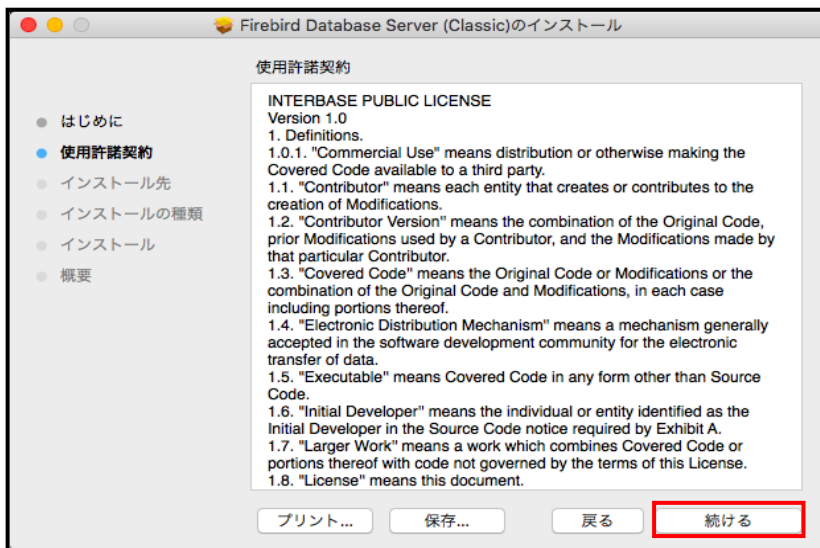 Firebird Database Server (Classic)のインストール
使用許諾契約
はじめに
使用許諾契約
インストール先
インストールの種類
インストール
概要
INTERBASE PUBLIC LICENSE
Version 1.0
1. Definitions.
1.0.1. "Commercial Use" means distribution or otherwise making the
Covered Code available to a third party.
1.1. "Contributor" means each entity that creates or contributes to the
creation of Modifications.
1.2. "Contributor Version" means the combination of the Original Code,
prior Modifications used by a Contributor, and the Modifications made by
that particular Contributor.
1.3. "Covered Code" means the Original Code or Modifications or the
combination of the Original Code and Modifications, in each case
including portions thereof.
1.4. "Electronic Distribution Mechanism" means a mechanism generally
accepted in the software development community for the electronic
transfer of data.
1.5. "Executable" means Covered Code in any form other than Source
Code.
1.6. "Initial Developer" means the individual or entity identified as the
Initial Developer in the Source Code notice required by Exhibit A.
1.7. "Larger Work" means a work which combines Covered Code or
portions thereof with code not governed by the terms of this License.
1.8. "License" means this document.
プリント... 保存... 戻る 続ける